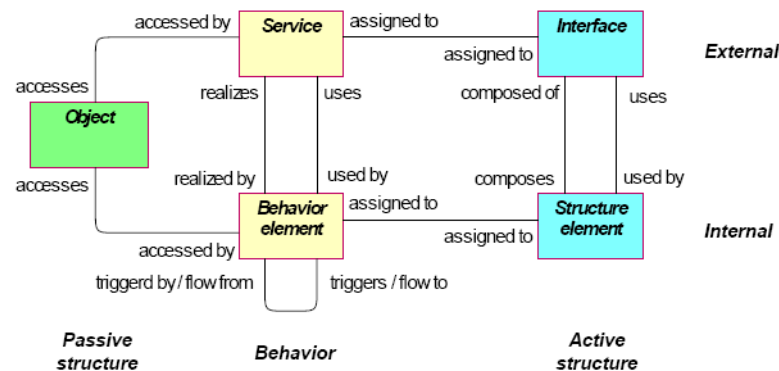 accessed by
Service
assigned to
Interface
assigned to
External
accesses
realizes
uses
composed of
uses
Object
accesses
realized by
used by
composes
used by
Behavior
element
assigned to
Structure
element
assigned to
Internal
accessed by
triggerd by / flow from
triggers / flow to
Passive
structure
Behavior
Active
structure